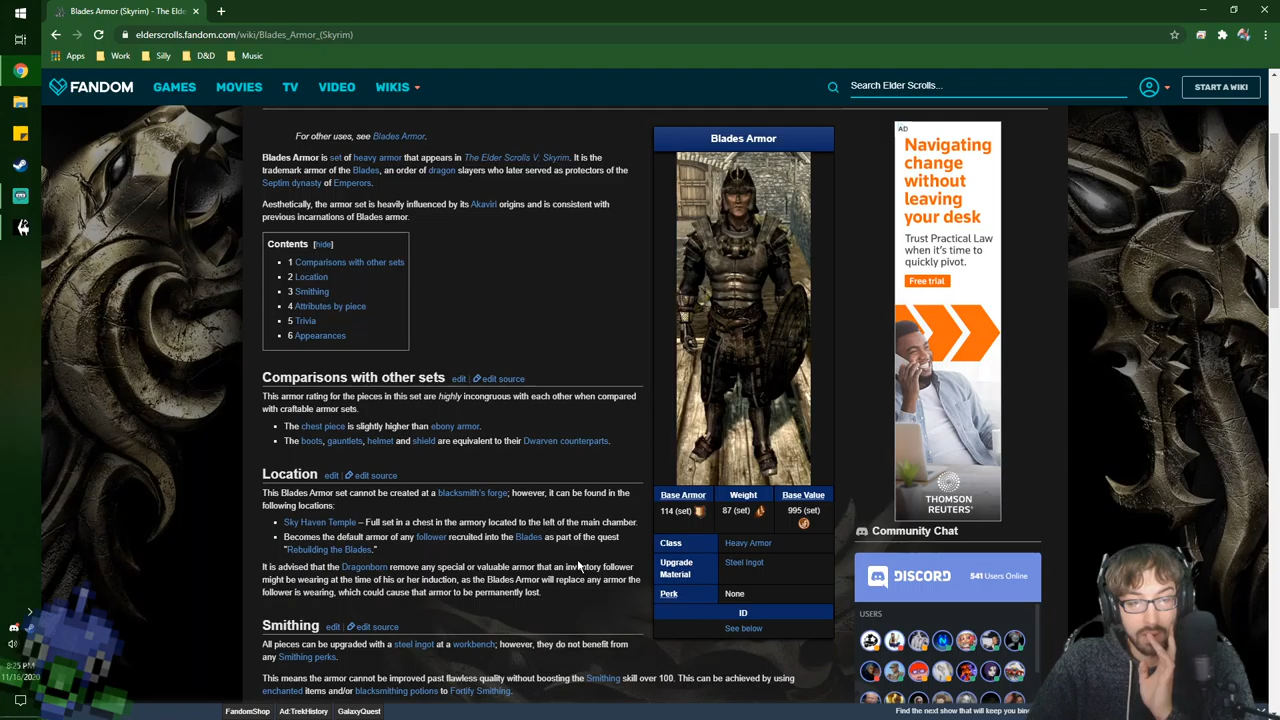 Blades Armor (Skyrim) | The Elde
elderscrolls.fandom.com/wiki/Blades_Armor_(Skyrim)
Apps Work Silly D&D Music
FANDOM GAMES MOVIES TV VIDEO WIKIS Search Elder Scrolls... START A WIKI
For other uses, see Blades Armor.
Blades Armor is set of heavy armor that appears in The Elder Scrolls V: Skyrim. It is the
trademark armor of the Blades, an order of dragon slayers who later served as protectors of the
Septim dynasty of Emperors.
Aesthetically, the armor set is heavily influenced by its Akaviri origins and is consistent with
previous incarnations of Blades armor.
Contents [hide]
1 Comparisons with other sets
2 Location
3 Smithing
4 Attributes by piece
5 Trivia
6 Appearances
Comparisons with other sets edit edit source
This armor rating for the pieces in this set are highly incongruous with each other when compared
with craftable armor sets.
The chest piece is slightly higher than ebony armor.
The boots, gauntlets, helmet and shield are equivalent to their Dwarven counterparts.
Location edit edit source
This Blades Armor set cannot be created at a blacksmith's forge; however, it can be found in the
following locations:
Sky Haven Temple – Full set in a chest in the armory located to the left of the main chamber.
Becomes the default armor of any follower recruited into the Blades as part of the quest
"Rebuilding the Blades."
It is advised that the Dragonborn remove any special or valuable armor that an inventory follower
might be wearing at the time of his or her induction, as the Blades Armor will replace any armor the
follower is wearing, which could cause that armor to be permanently lost.
Smithing edit edit source
All pieces can be upgraded with a steel ingot at a workbench; however, they do not benefit from
any Smithing perks.
This means the armor cannot be improved past flawless quality without boosting the Smithing skill over 100. This can be achieved by using
enchanted items and/or blacksmithing potions to Fortify Smithing.
Blades Armor
Base Armor Weight Base Value
114 (set) 87 (set) 995 (set)
Class Heavy Armor
Upgrade
Material Steel Ingot
Perk None
ID
See below
AD
Navigating
change
without
leaving
your desk
Trust Practical Law
when it's time to
quickly pivot.
Free trial
THOMSON
REUTERS®
Community Chat
DISCORD 541 Users Online
USERS
8:25 PM
11/16/2020
FandomShop Ad:TrekHistory GalaxyQuest
Find the next show that will keep you bing